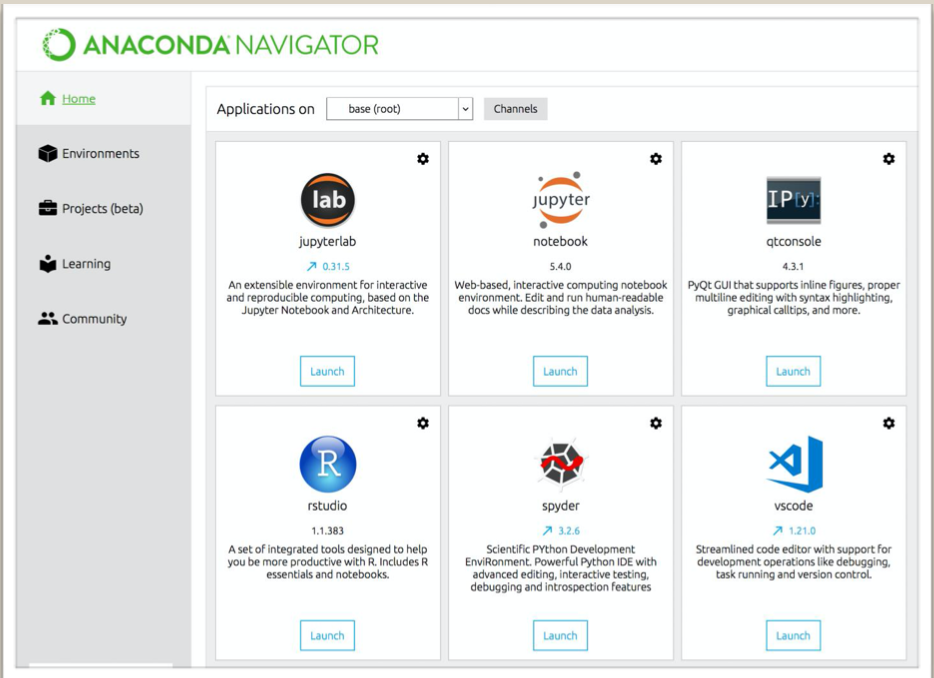 ANACONDA NAVIGATOR
Home
Environments
Projects (beta)
Learning
Community
Applications on base (root) Channels
lab
jupyterlab
0.31.5
An extensible environment for interactive
and reproducible computing, based on the
Jupyter Notebook and Architecture.
Launch
jupyter
notebook
5.4.0
Web-based, interactive computing notebook
environment. Edit and run human-readable
docs while describing the data analysis.
Launch
IP[y]:
qtconsole
4.3.1
PyQt GUI that supports inline figures, proper
multiline editing with syntax highlighting,
graphical calltips, and more.
Launch
R
rstudio
1.1.383
A set of integrated tools designed to help
you be more productive with R. Includes R
essentials and notebooks.
Launch
spyder
3.2.6
Scientific PYthon Development
EnviRonment. Powerful Python IDE with
advanced editing, interactive testing,
debugging and introspection features
Launch
vscode
1.21.0
Streamlined code editor with support for
development operations like debugging,
task running and version control.
Launch